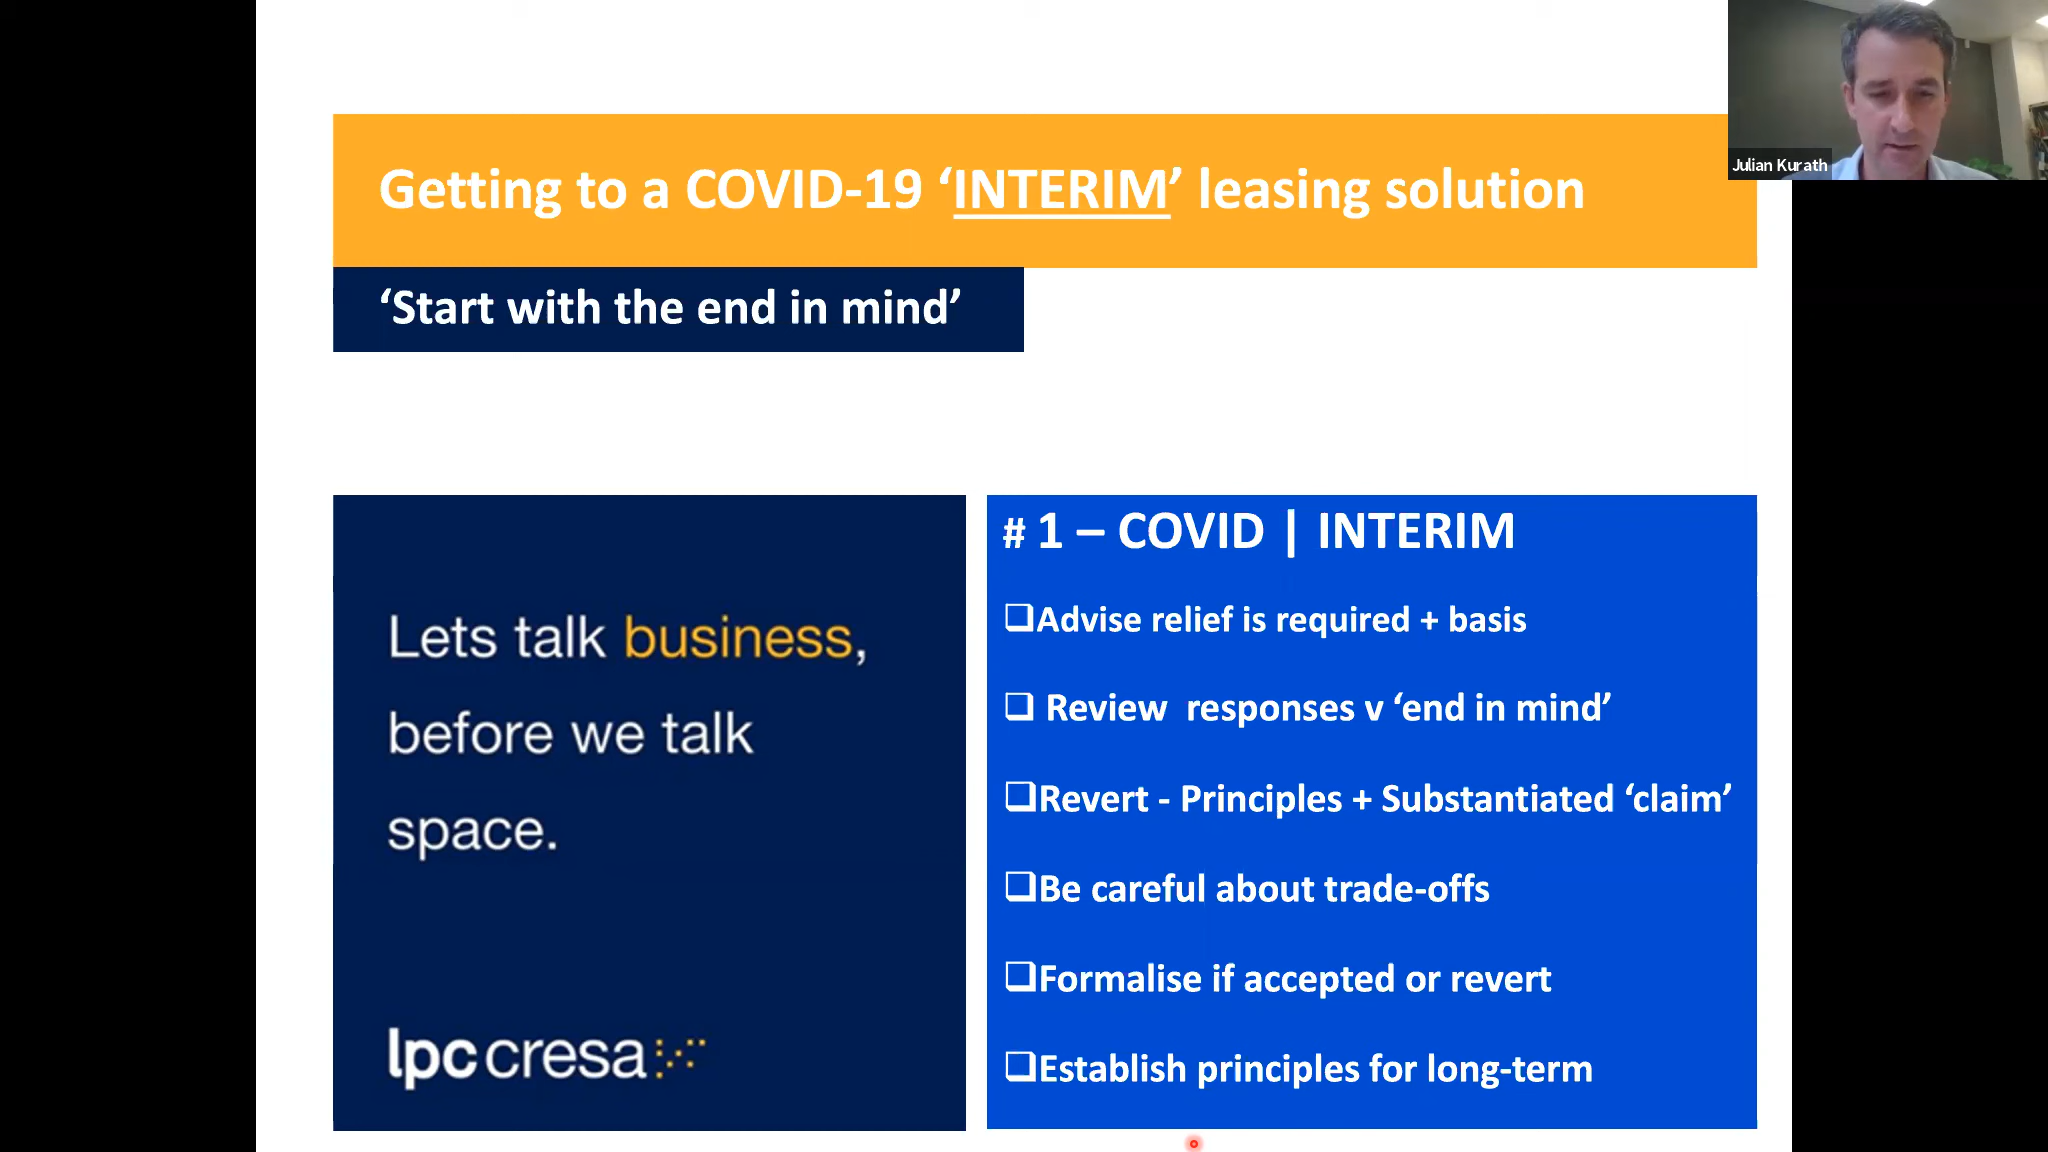 Getting to a COVID-19 ‘INTERIM’ leasing solution
Julian Kurath
‘Start with the end in mind’
Lets talk business,
before we talk
space.
lpc cresa
# 1 – COVID | INTERIM
❑Advise relief is required + basis
❑ Review  responses v ‘end in mind’
❑Revert - Principles + Substantiated ‘claim’
❑Be careful about trade-offs
❑Formalise if accepted or revert
❑Establish principles for long-term